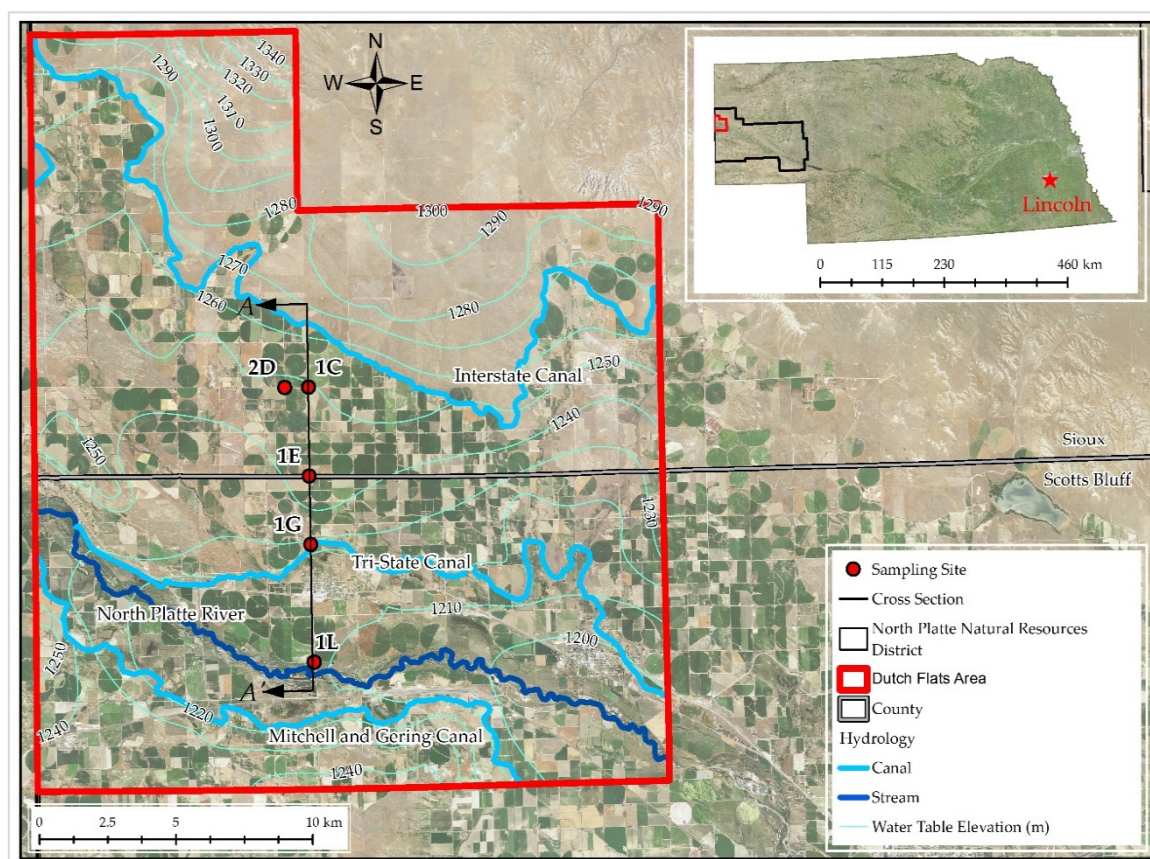 N
W E
S
1340
1330
1320
1310
1300
1290
1280
1300
1290
1290
1270
1260
1280
A
2D
1C
Interstate Canal
1250
1240
1250
1E
Sioux
Scotts Bluff
1230
1G
Tri-State Canal
North Platte River
1210
1200
1L
1250
A'
1220
1240
Mitchell and Gering Canal
1240
0 2.5 5 10 km
Lincoln
0 115 230 460 km
Sampling Site
Cross Section
North Platte Natural Resources
District
Dutch Flats Area
County
Hydrology
Canal
Stream
Water Table Elevation (m)